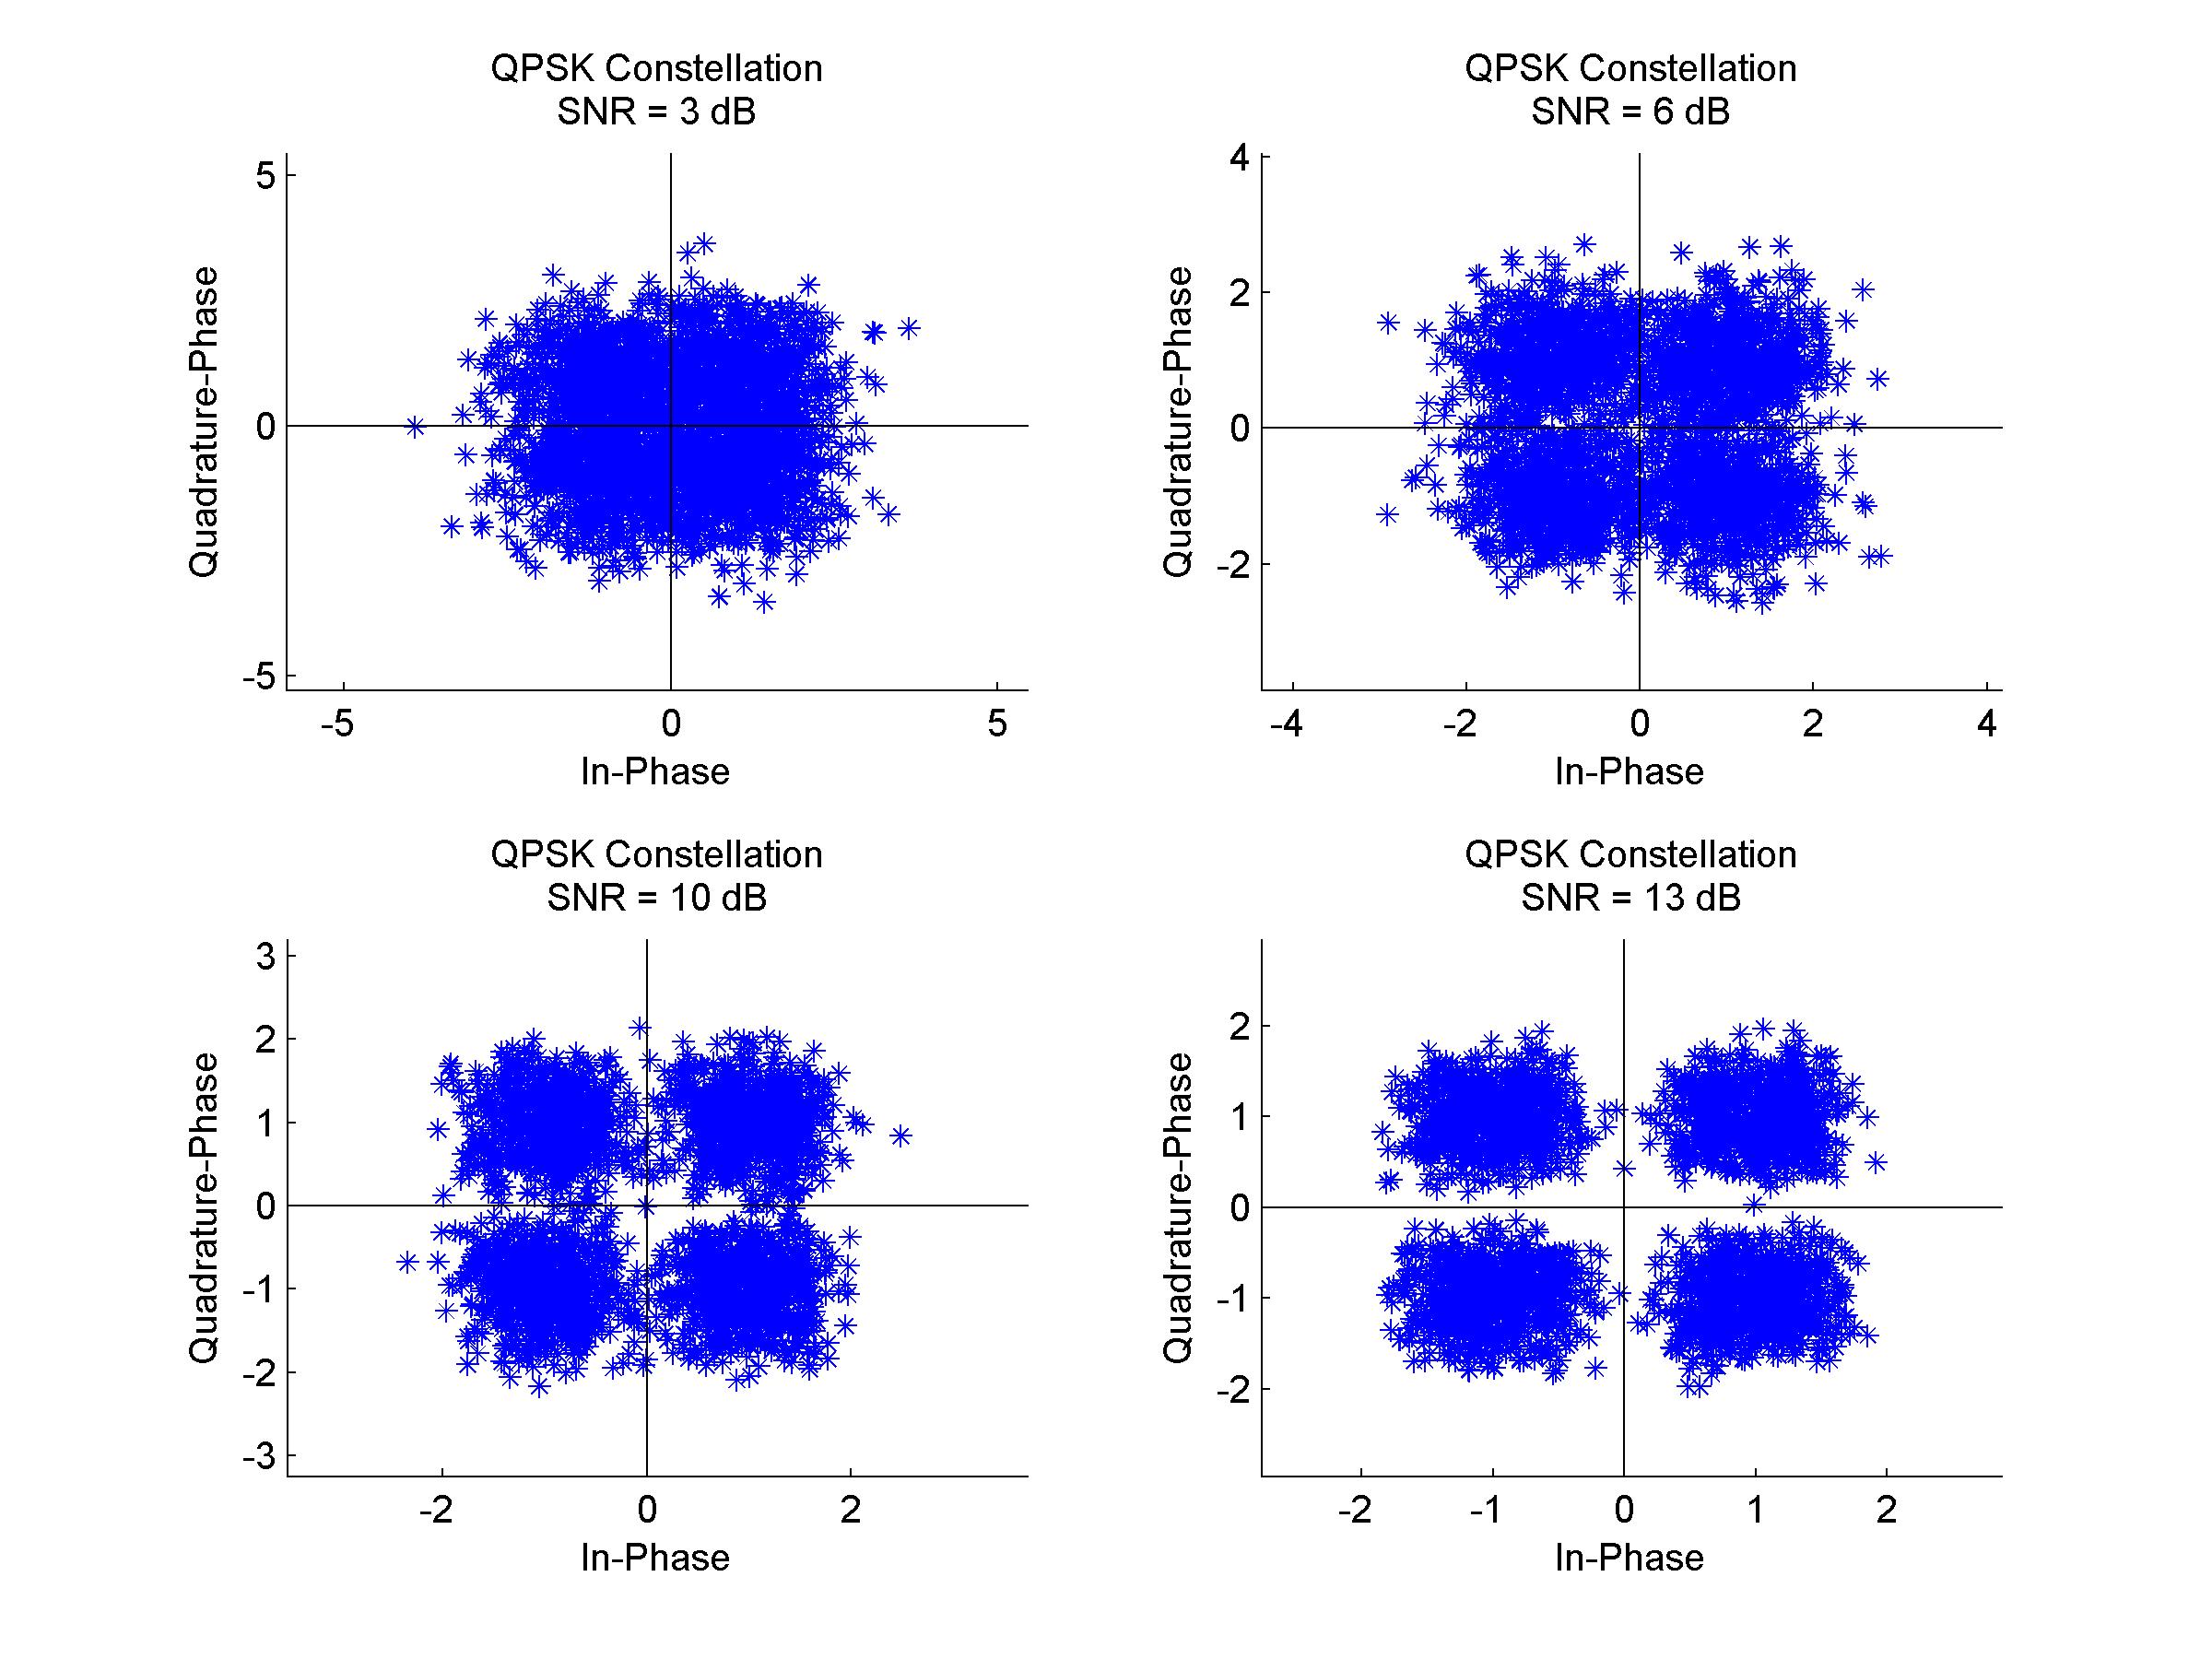 QPSK Constellation
SNR = 3 dB
5
0
-5
Quadrature-Phase
-5 0 5
In-Phase
QPSK Constellation
SNR = 6 dB
4
2
0
-2
Quadrature-Phase
-4 -2 0 2 4
In-Phase
QPSK Constellation
SNR = 10 dB
3
2
1
0
-1
-2
-3
Quadrature-Phase
-2 0 2
In-Phase
QPSK Constellation
SNR = 13 dB
2
1
0
-1
-2
Quadrature-Phase
-2 -1 0 1 2
In-Phase